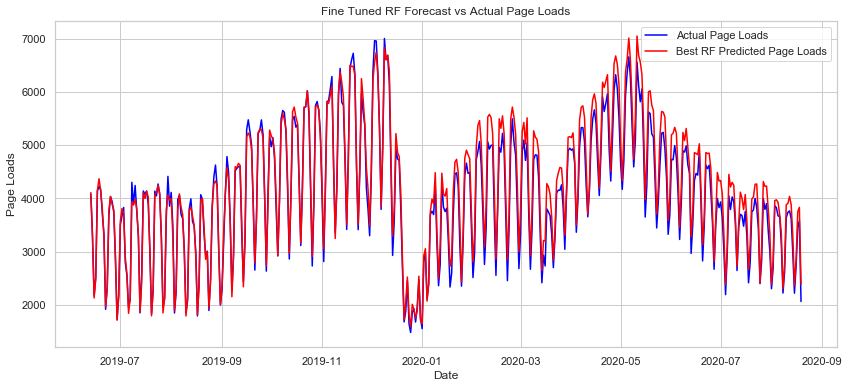 Fine Tuned RF Forecast vs Actual Page Loads
Actual Page Loads
Best RF Predicted Page Loads
Page Loads
7000
6000
5000
4000
3000
2000
2019-07
2019-09
2019-11
2020-01
2020-03
2020-05
2020-07
2020-09
Date